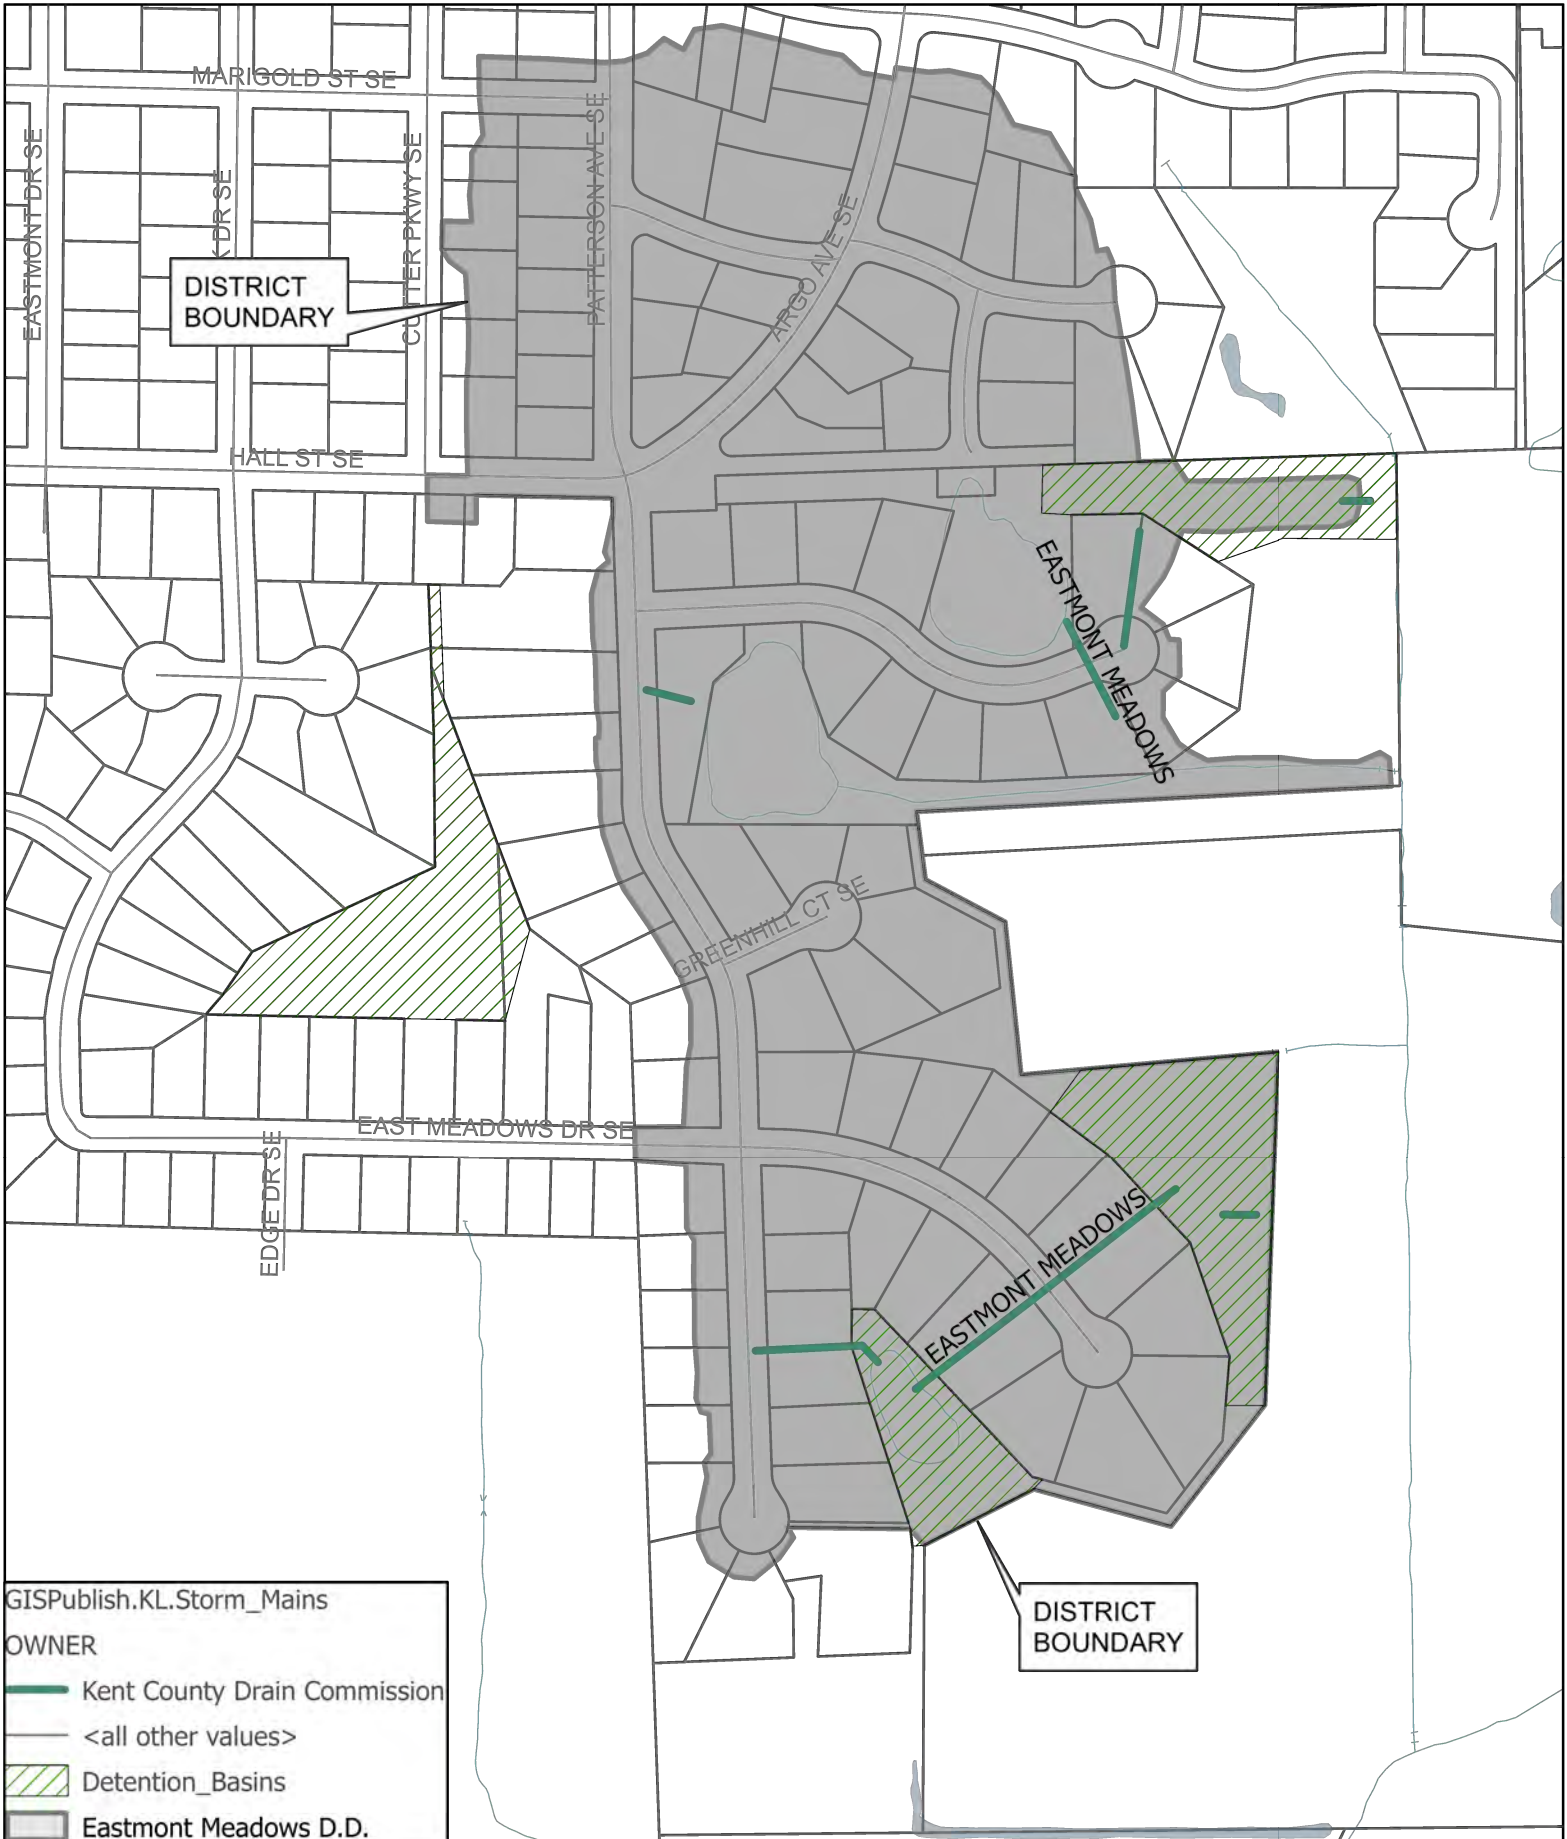 MARIGOLD ST SE
EASTMONT DR SE
DR SE
CUTTER PKWY SE
PATTERSON AVE SE
ARGO AVE SE
DISTRICT
BOUNDARY
HALL ST SE
EASTMONT MEADOWS
GREENHILL CT SE
EAST MEADOWS DR SE
EDGE DR SE
EASTMONT MEADOWS
DISTRICT
BOUNDARY
GISPublish.KL.Storm_Mains
OWNER
Kent County Drain Commission
<all other values>
Detention_Basins
Eastmont Meadows D.D.